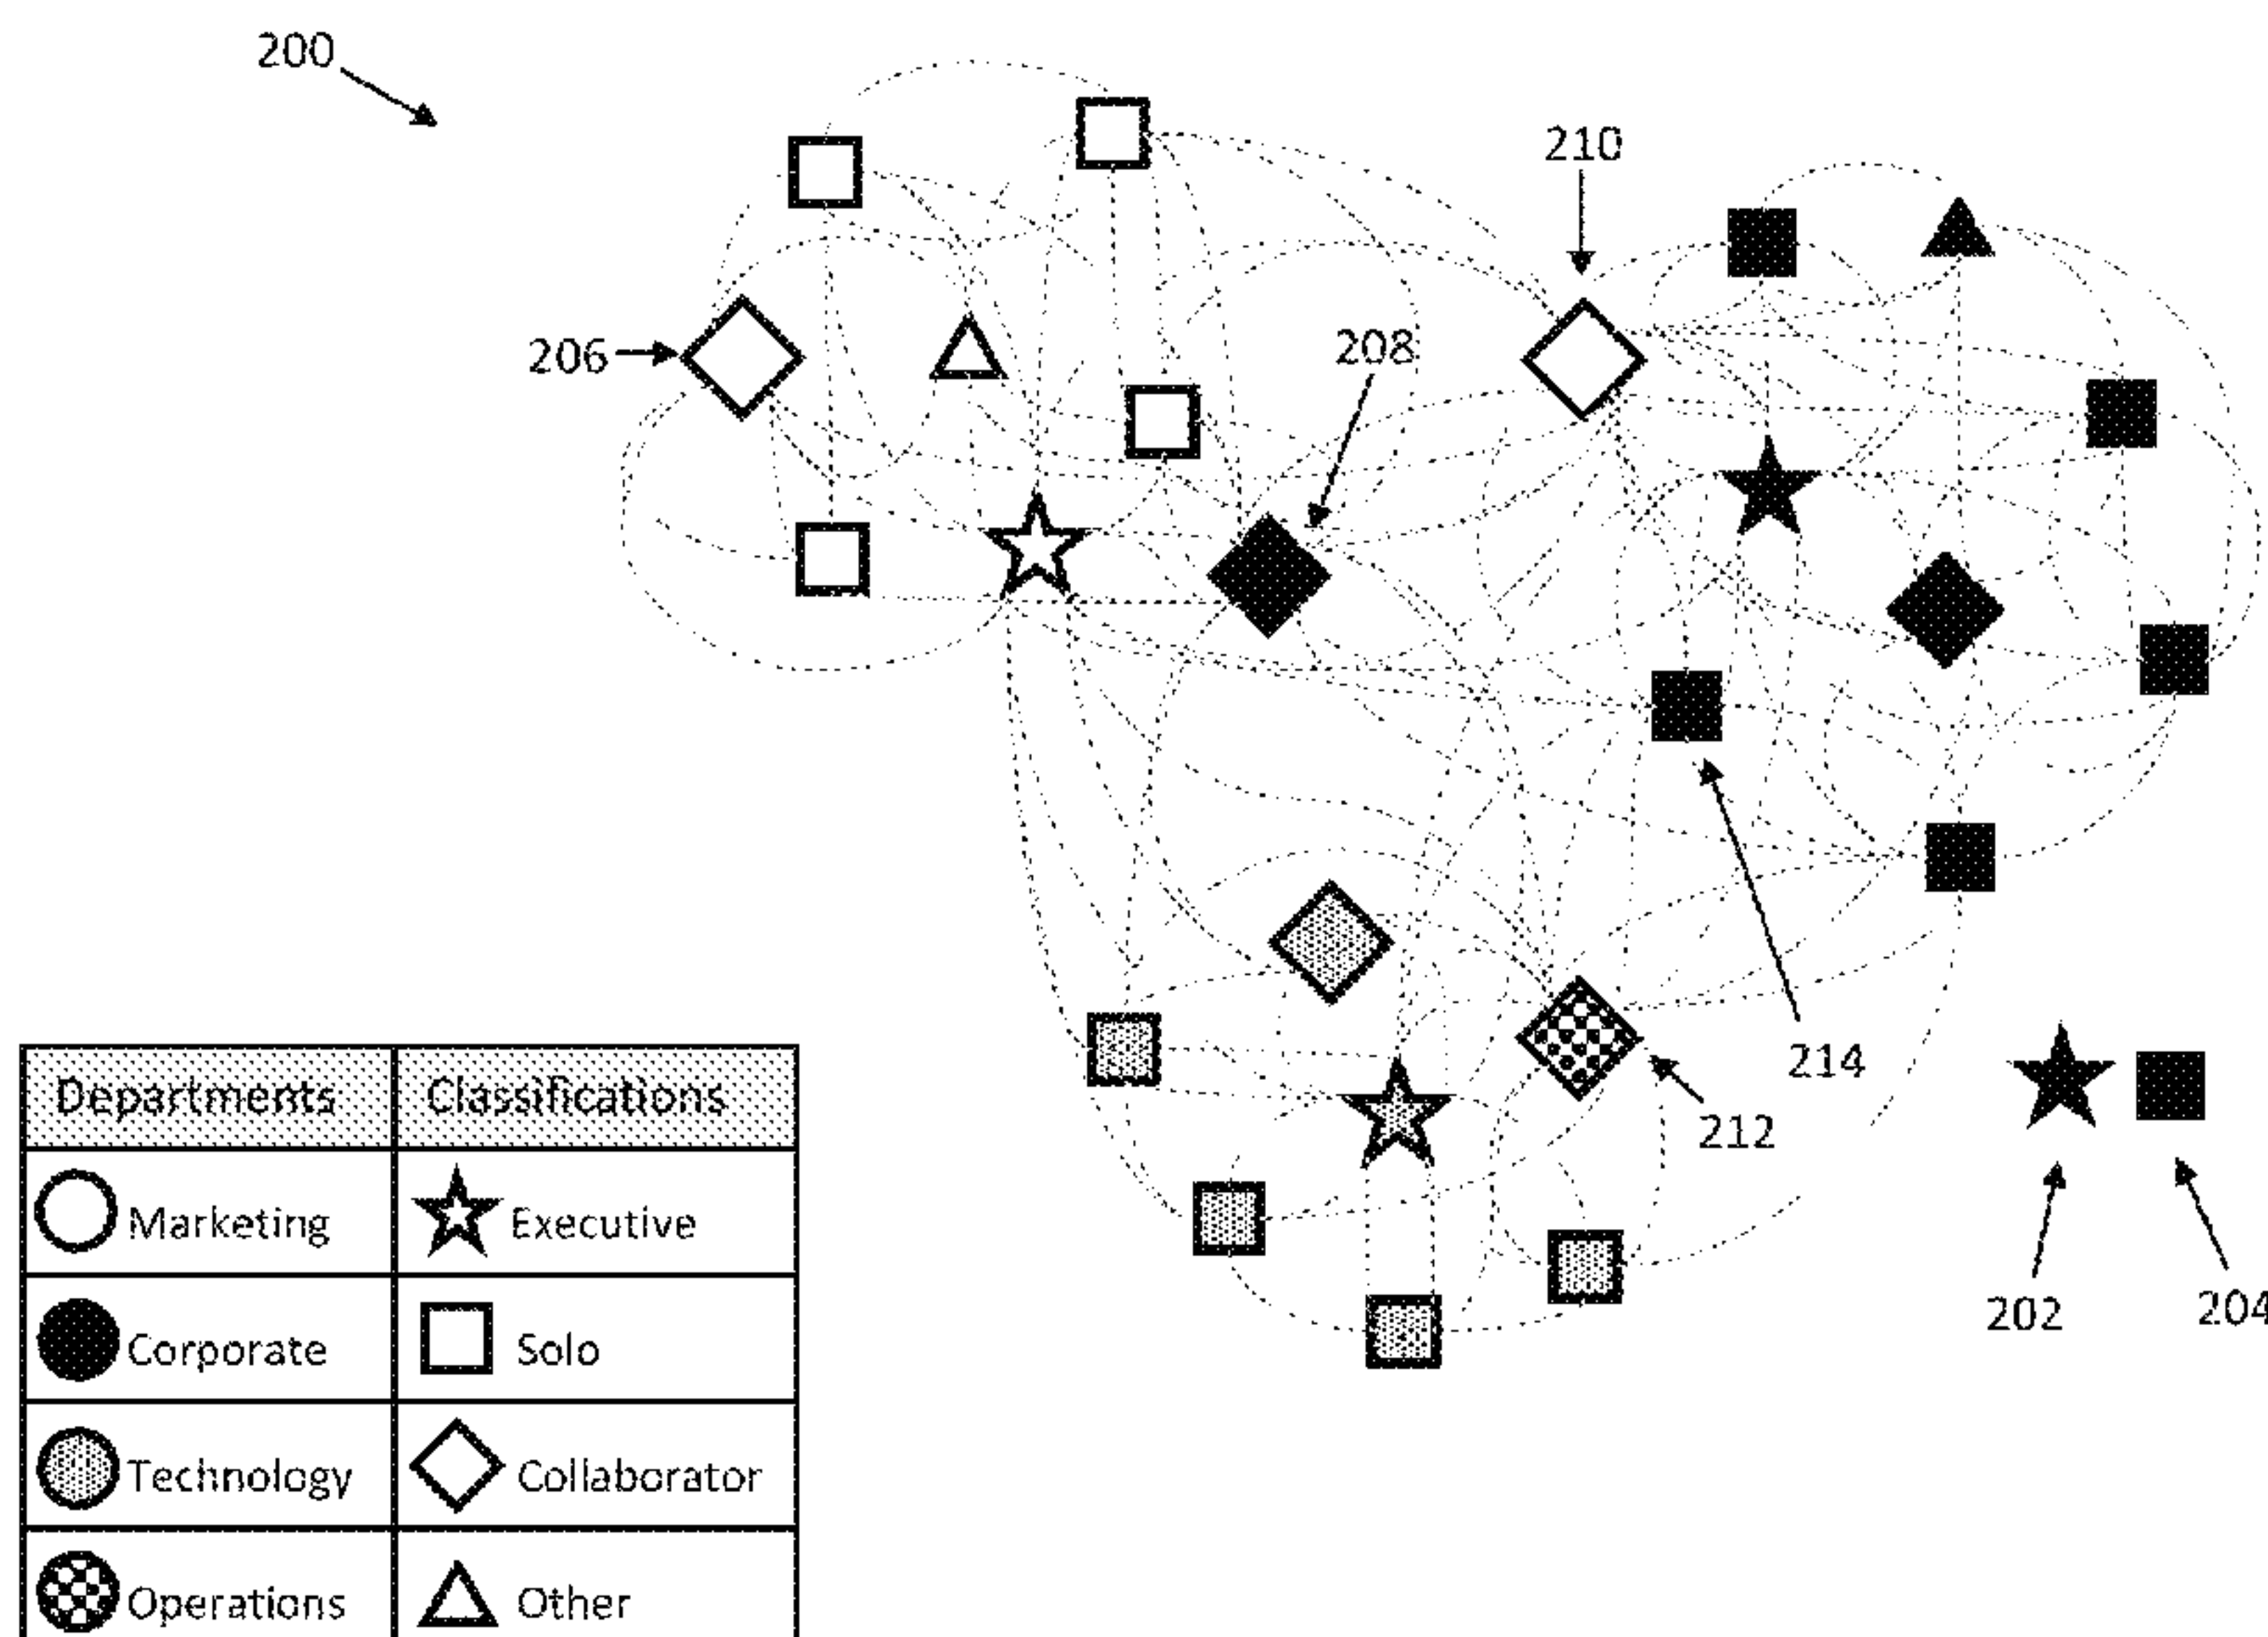 200
210
206
208
214
212
202
204
Departments Classifications
Marketing Executive
Corporate Solo
Technology Collaborator
Operations Other